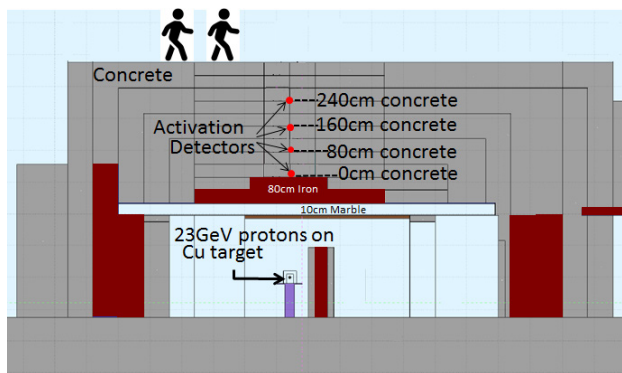 Concrete
240cm concrete
Activation
Detectors
160cm concrete
80cm concrete
0cm concrete
80cm Iron
10cm Marble
23GeV protons on
Cu target